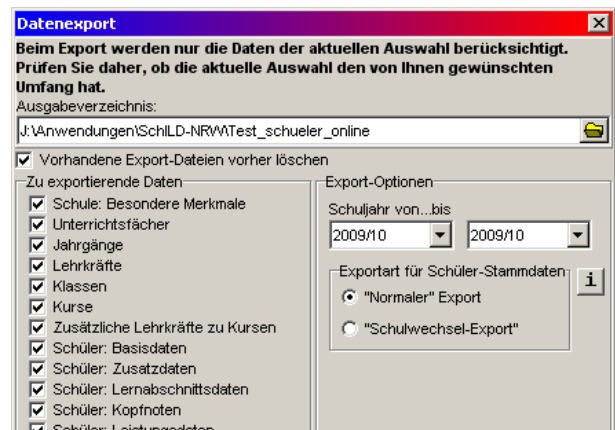 Datenexport
Beim Export werden nur die Daten der aktuellen Auswahl berücksichtigt.
Prüfen Sie daher, ob die aktuelle Auswahl den von Ihnen gewünschten
Umfang hat.
Ausgabeverzeichnis:
J:\Anwendungen\SchILD-NRW\Test_schueler_online
Vorhandene Export-Dateien vorher löschen
Zu exportierende Daten
Schule: Besondere Merkmale
Unterrichtsfächer
Jahrgänge
Lehrkräfte
Klassen
Kurse
Zusätzliche Lehrkräfte zu Kursen
Schüler: Basisdaten
Schüler: Zusatzdaten
Schüler: Lernabschnittsdaten
Schüler: Kopfnoten
Schüler: Leistungsdaten
Export-Optionen
Schuljahr von...bis
2009/10 2009/10
Exportart für Schüler-Stammdaten
i
"Normaler" Export
"Schulwechsel-Export"